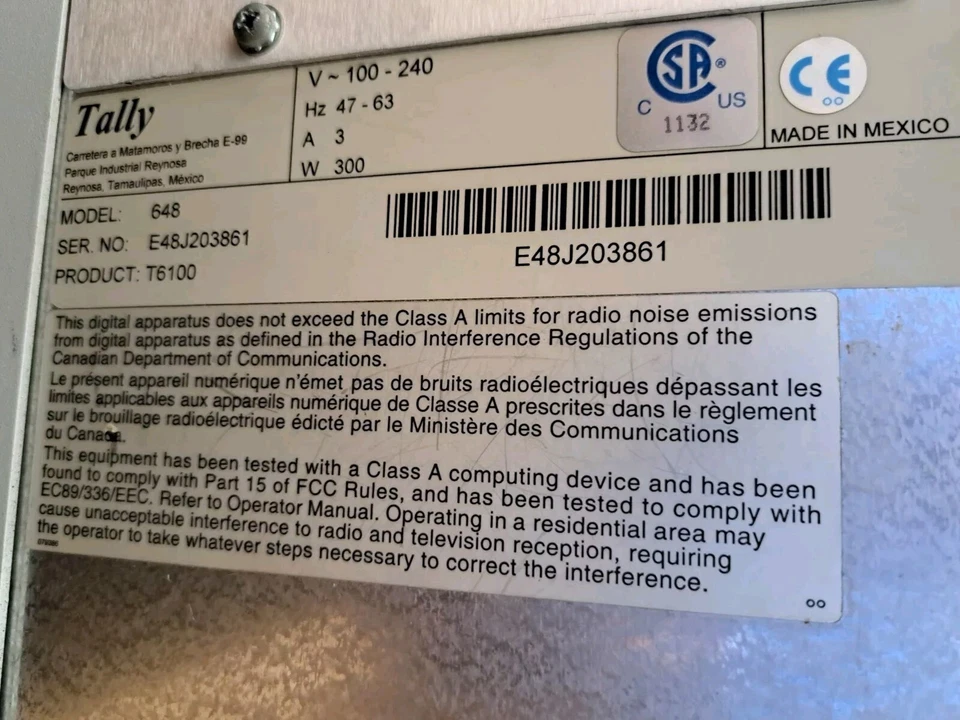 Tally
Carretera a Matamoros y Brecha E-99
Parque Industrial Reynosa
Reynosa, Tamaulipas, México
V ~ 100 - 240
Hz 47 - 63
A 3
W 300
CSA®
C US
1132
CE
MADE IN MEXICO
MODEL: 648
SER. NO: E48J203861
PRODUCT: T6100
E48J203861
This digital apparatus does not exceed the Class A limits for radio noise emissions
from digital apparatus as defined in the Radio Interference Regulations of the
Canadian Department of Communications.
Le présent appareil numérique n'émet pas de bruits radioélectriques dépassant les
limites applicables aux appareils numérique de Classe A prescrites dans le règlement
sur le brouillage radioélectrique édicté par le Ministère des Communications
du Canada.
This equipment has been tested with a Class A computing device and has been
found to comply with Part 15 of FCC Rules, and has been tested to comply with
EC89/336/EEC. Refer to Operator Manual. Operating in a residential area may
cause unacceptable interference to radio and television reception, requiring
the operator to take whatever steps necessary to correct the interference.